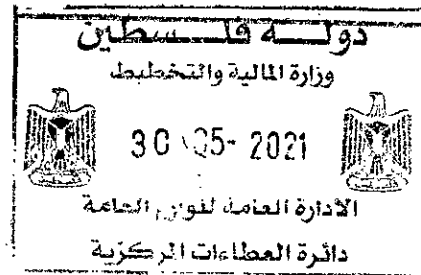 دولة فلسطين
وزارة المالية والتخطيط
30 -05- 2021
الادارة العامة للوازم العامة
دائرة العطاءات المركزية